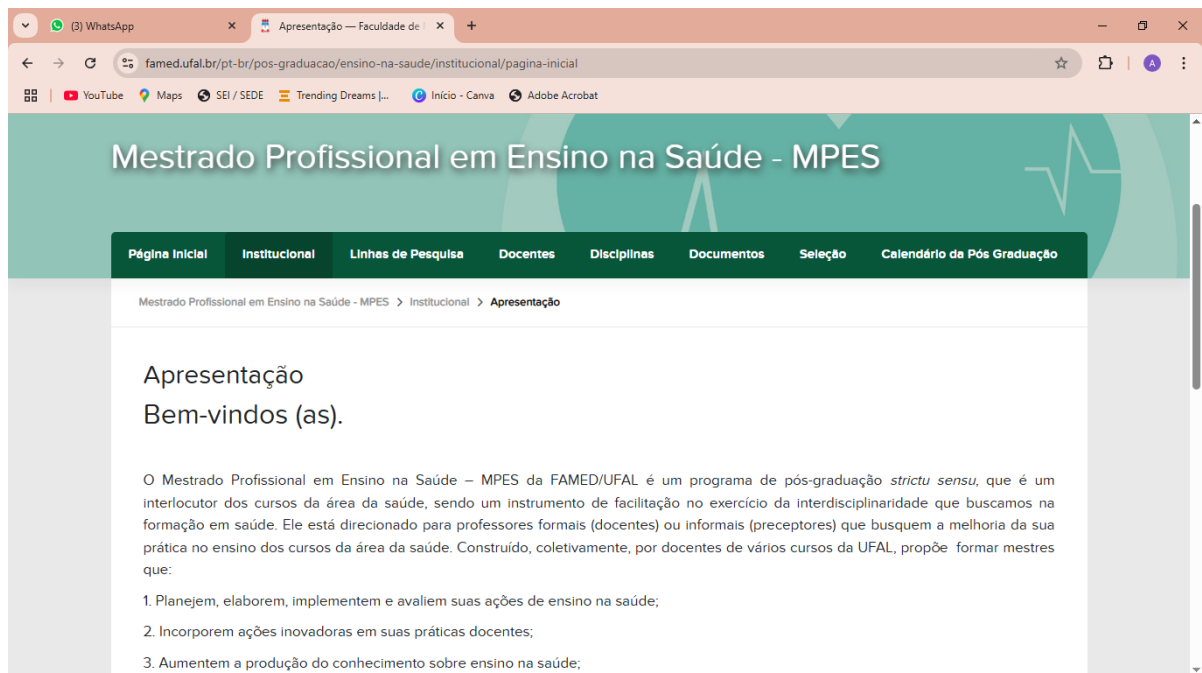 (3) WhatsApp
Apresentação — Faculdade de
famed.ufal.br/pt-br/pos-graduacao/ensino-na-saude/institucional/pagina-inicial
A
YouTube Maps SEI / SEDE Trending Dreams |... Início - Canva Adobe Acrobat
Mestrado Profissional em Ensino na Saúde - MPES
Página Inicial Institucional Linhas de Pesquisa Docentes Disciplinas Documentos Seleção Calendário da Pós Graduação
Mestrado Profissional em Ensino na Saúde - MPES > Institucional > Apresentação
Apresentação
Bem-vindos (as).
O Mestrado Profissional em Ensino na Saúde – MPES da FAMED/UFAL é um programa de pós-graduação strictu sensu, que é um
interlocutor dos cursos da área da saúde, sendo um instrumento de facilitação no exercício da interdisciplinaridade que buscamos na
formação em saúde. Ele está direcionado para professores formais (docentes) ou informais (preceptores) que busquem a melhoria da sua
prática no ensino dos cursos da área da saúde. Construído, coletivamente, por docentes de vários cursos da UFAL, propõe formar mestres
que:
1. Planejem, elaborem, implementem e avaliem suas ações de ensino na saúde;
2. Incorporem ações inovadoras em suas práticas docentes;
3. Aumentem a produção do conhecimento sobre ensino na saúde;